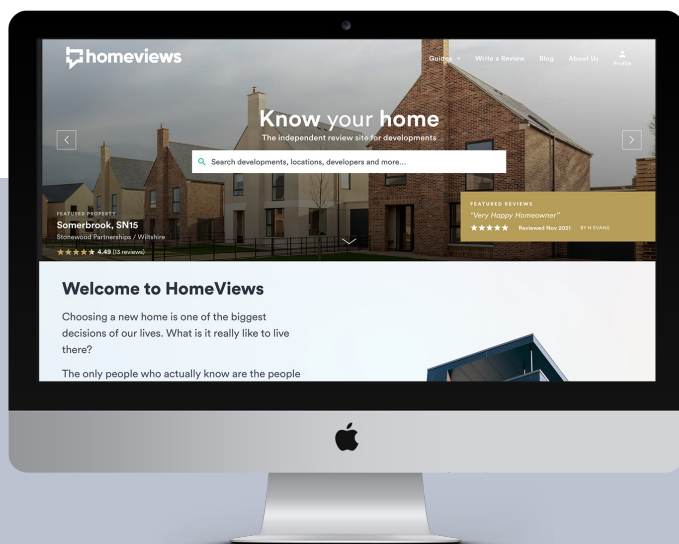 homeviews
Guides
Write a Review
Blog
About Us
Profile
Know your home
The independent review site for developments
Search developments, locations, developers and more...
FEATURED PROPERTY
Somerbrook, SN15
Stonewood Partnerships / Wiltshire
4.49 (13 reviews)
FEATURED REVIEWS
"Very Happy Homeowner"
Reviewed Nov 2021 BY H EVANS
Welcome to HomeViews
Choosing a new home is one of the biggest
decisions of our lives. What is it really like to live
there?
The only people who actually know are the people